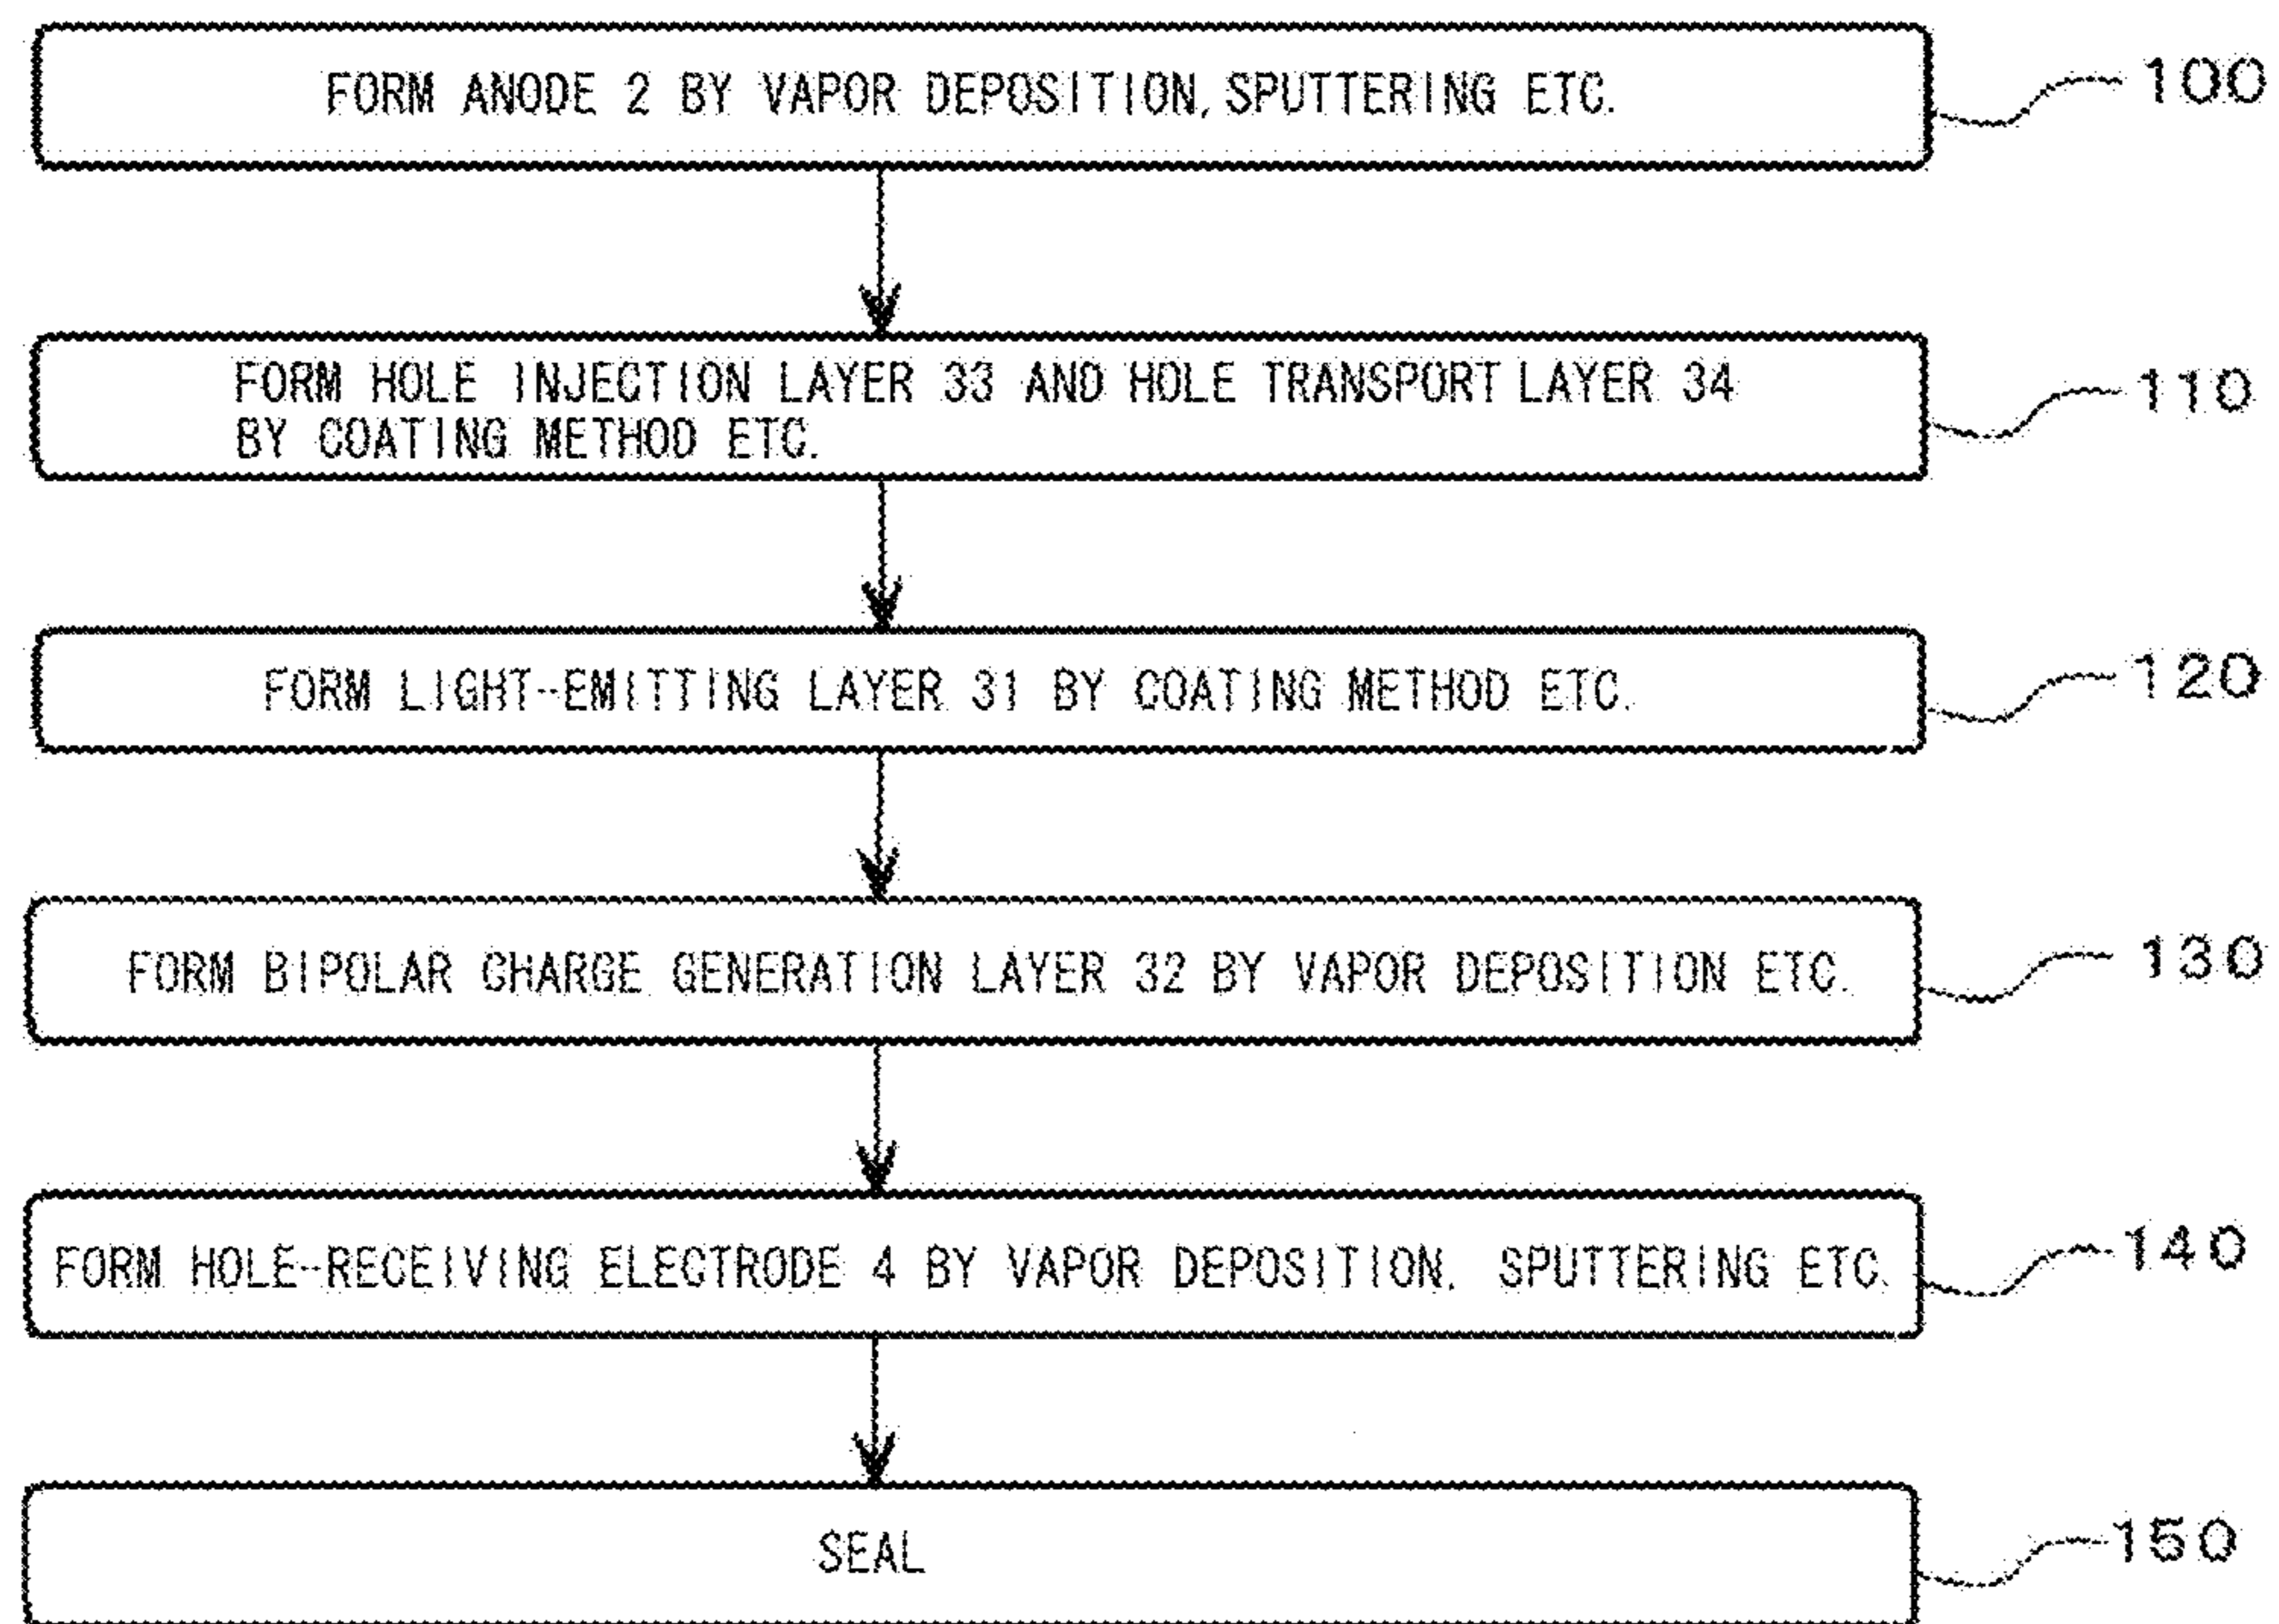 FORM ANODE 2 BY VAPOR DEPOSITION, SPUTTERING ETC.
100
FORM HOLE INJECTION LAYER 33 AND HOLE TRANSPORT LAYER 34
BY COATING METHOD ETC.
110
FORM LIGHT-EMITTING LAYER 31 BY COATING METHOD ETC.
120
FORM BIPOLAR CHARGE GENERATION LAYER 32 BY VAPOR DEPOSITION ETC.
130
FORM HOLE-RECEIVING ELECTRODE 4 BY VAPOR DEPOSITION, SPUTTERING ETC.
140
SEAL
150